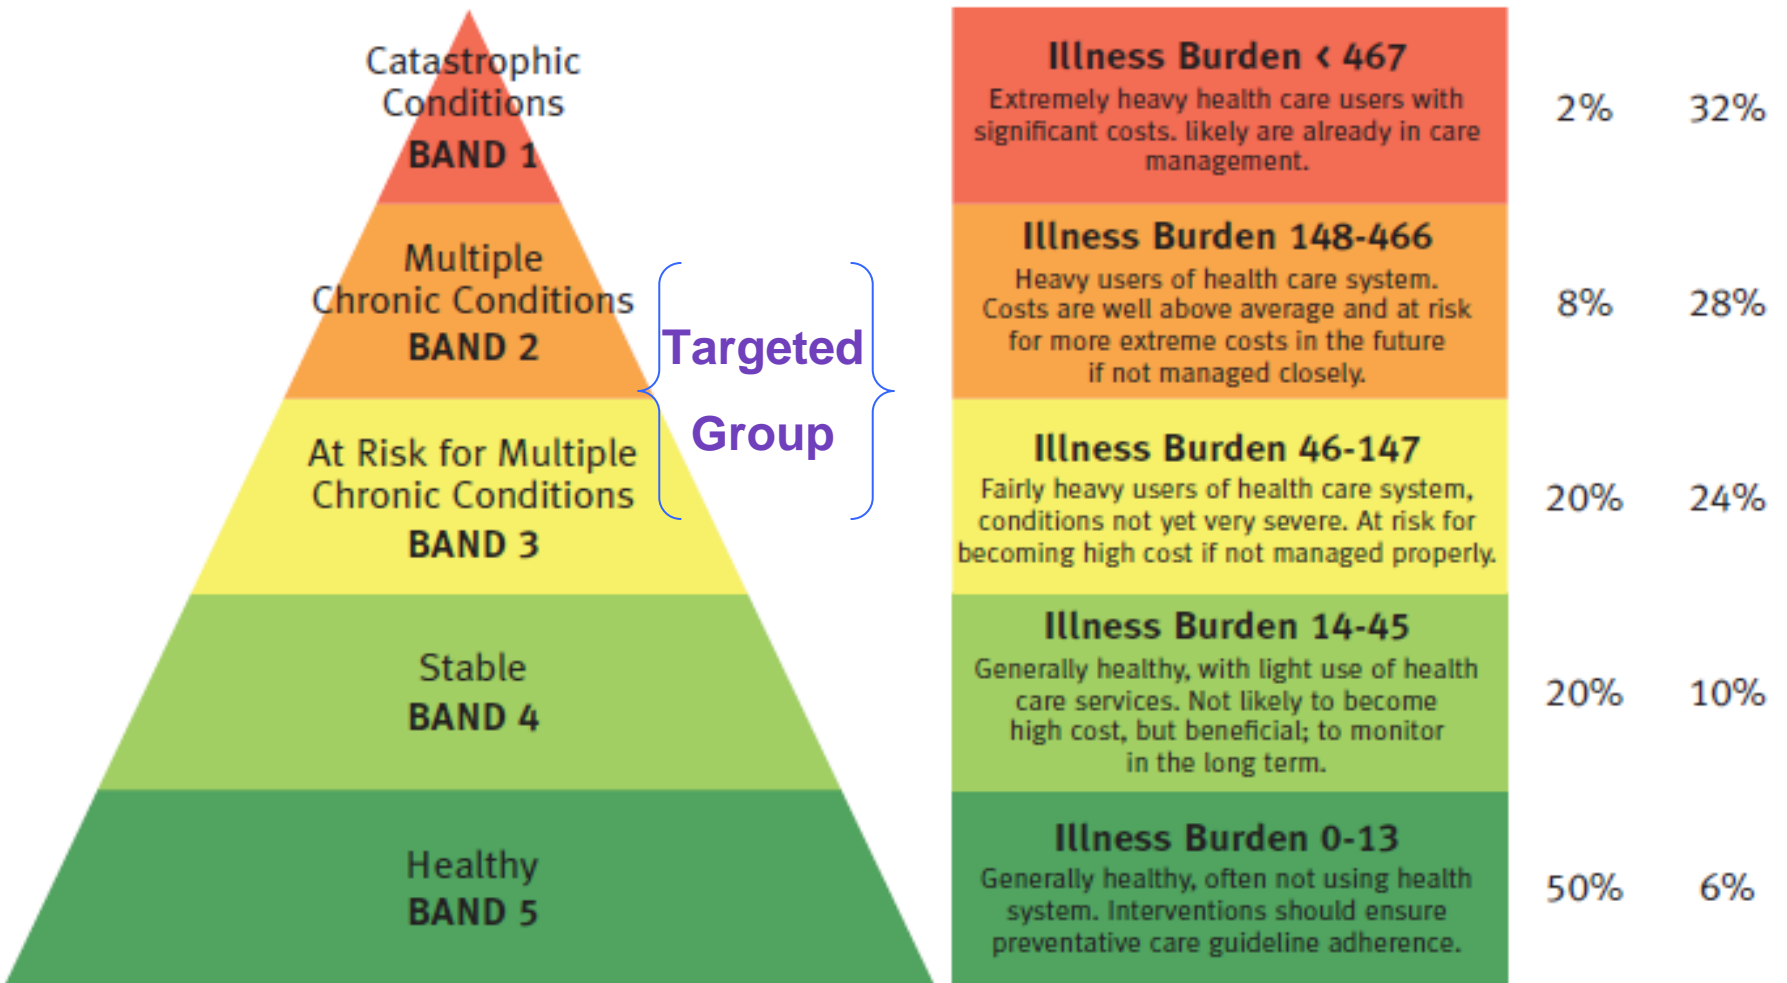 Catastrophic
Conditions
BAND 1
Illness Burden < 467
Extremely heavy health care users with
significant costs. likely are already in care
management.
2% 32%
Multiple
Chronic Conditions
BAND 2
Targeted
Group
Illness Burden 148-466
Heavy users of health care system.
Costs are well above average and at risk
for more extreme costs in the future
if not managed closely.
8% 28%
At Risk for Multiple
Chronic Conditions
BAND 3
Illness Burden 46-147
Fairly heavy users of health care system,
conditions not yet very severe. At risk for
becoming high cost if not managed properly.
20% 24%
Stable
BAND 4
Illness Burden 14-45
Generally healthy, with light use of health
care services. Not likely to become
high cost, but beneficial; to monitor
in the long term.
20% 10%
Healthy
BAND 5
Illness Burden 0-13
Generally healthy, often not using health
system. Interventions should ensure
preventative care guideline adherence.
50% 6%